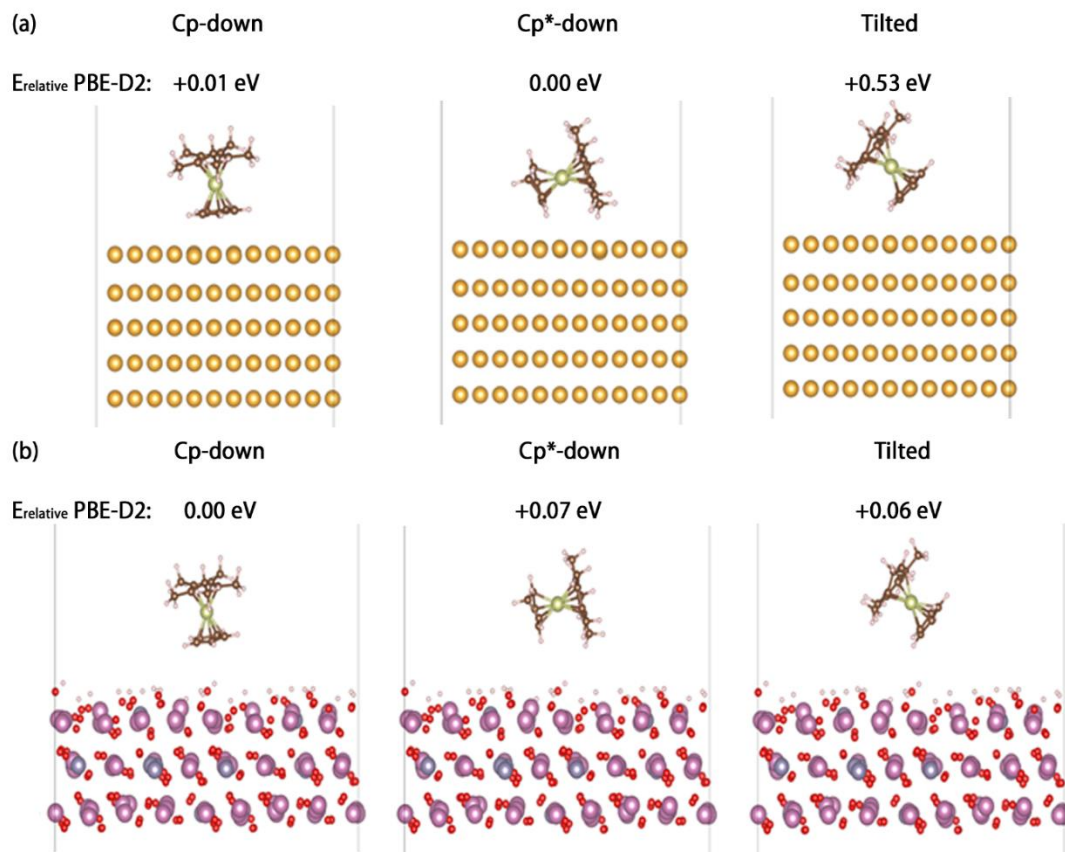 (a) Cp-down Cp*-down Tilted
Erelative PBE-D2: +0.01 eV 0.00 eV +0.53 eV
(b) Cp-down Cp*-down Tilted
Erelative PBE-D2: 0.00 eV +0.07 eV +0.06 eV